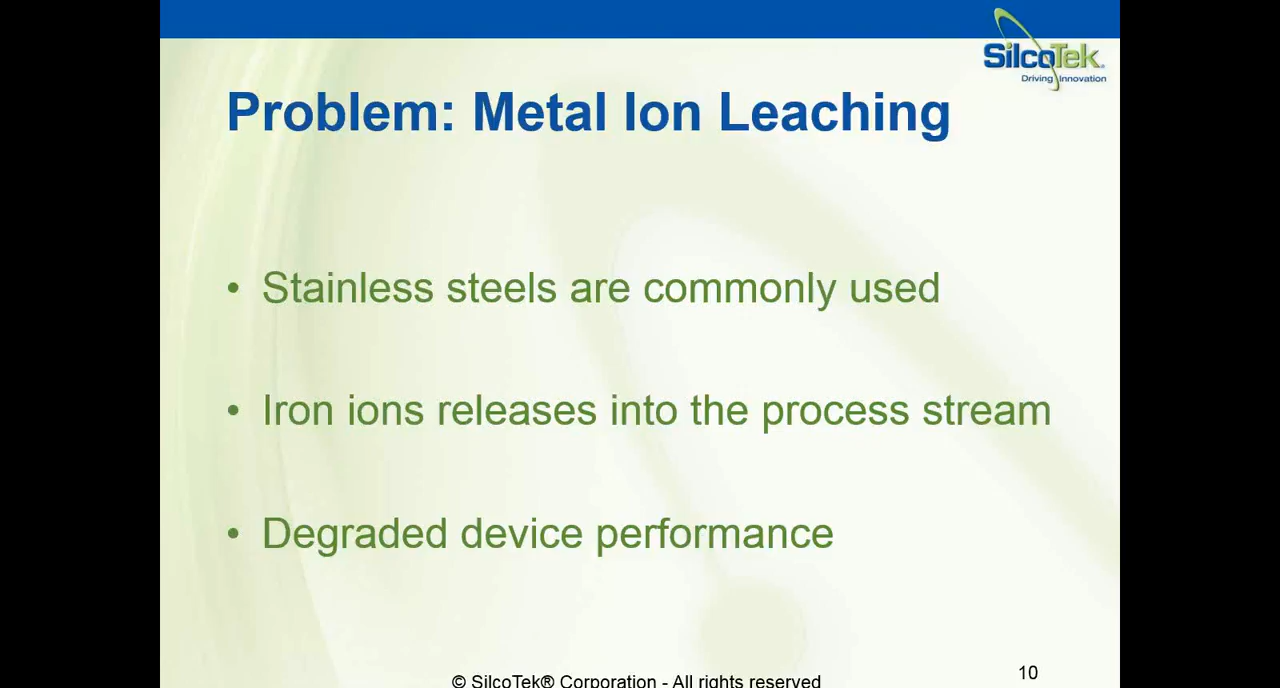 SilcoTek®
Driving Innovation
Problem: Metal Ion Leaching
• Stainless steels are commonly used
• Iron ions releases into the process stream
• Degraded device performance
10
© SilcoTek® Corporation - All rights reserved